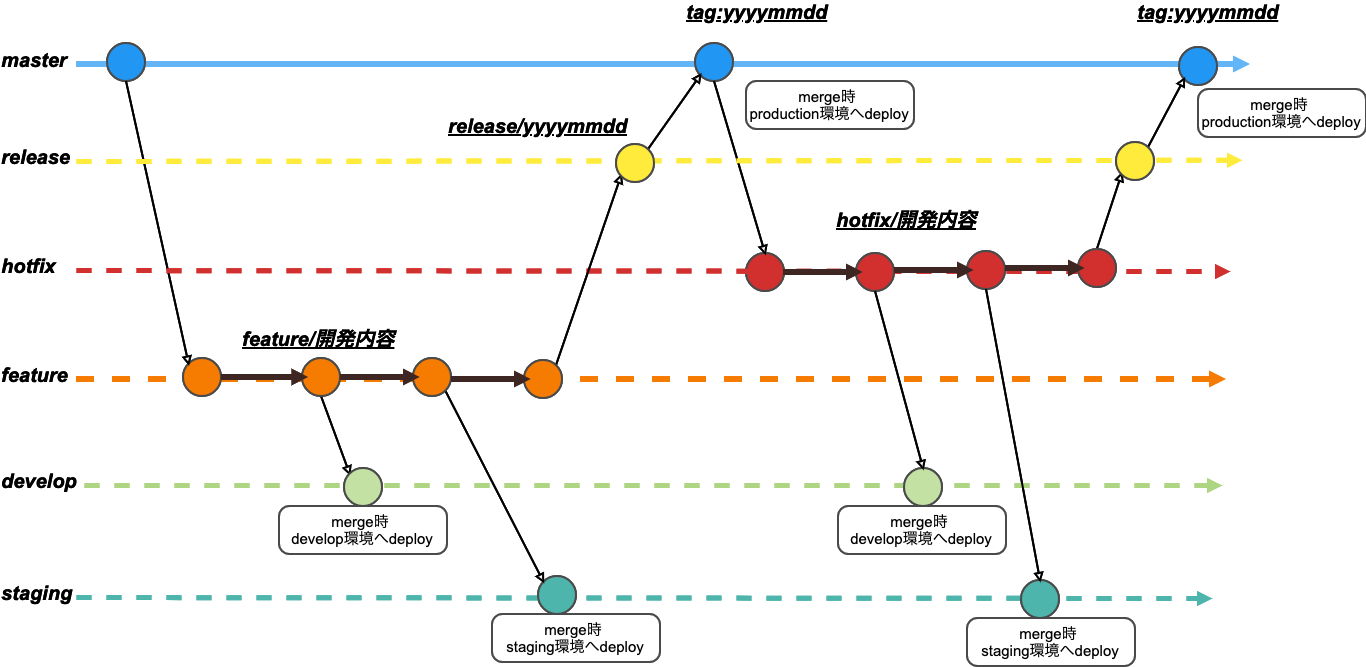 tag:yyyymmdd
tag:yyyymmdd
master
merge時
production環境へdeploy
merge時
production環境へdeploy
release/yyyymmdd
release
hotfix/開発内容
hotfix
feature/開発内容
feature
develop
merge時
develop環境へdeploy
merge時
develop環境へdeploy
staging
merge時
staging環境へdeploy
merge時
staging環境へdeploy